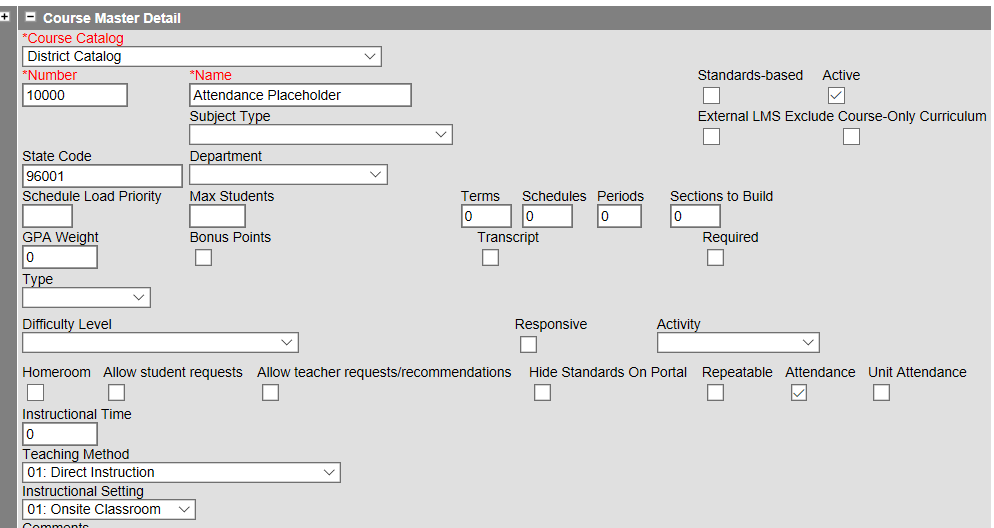 Course Master Detail
*Course Catalog
District Catalog
*Number *Name Standards-based Active
10000 Attendance Placeholder
Subject Type External LMS Exclude Course-Only Curriculum
State Code Department
96001
Schedule Load Priority Max Students Terms Schedules Periods Sections to Build
0 0 0 0
GPA Weight Bonus Points Transcript Required
0
Type
Difficulty Level Responsive Activity
Homeroom Allow student requests Allow teacher requests/recommendations Hide Standards On Portal Repeatable Attendance Unit Attendance
Instructional Time
0
Teaching Method
01: Direct Instruction
Instructional Setting
01: Onsite Classroom
Comments